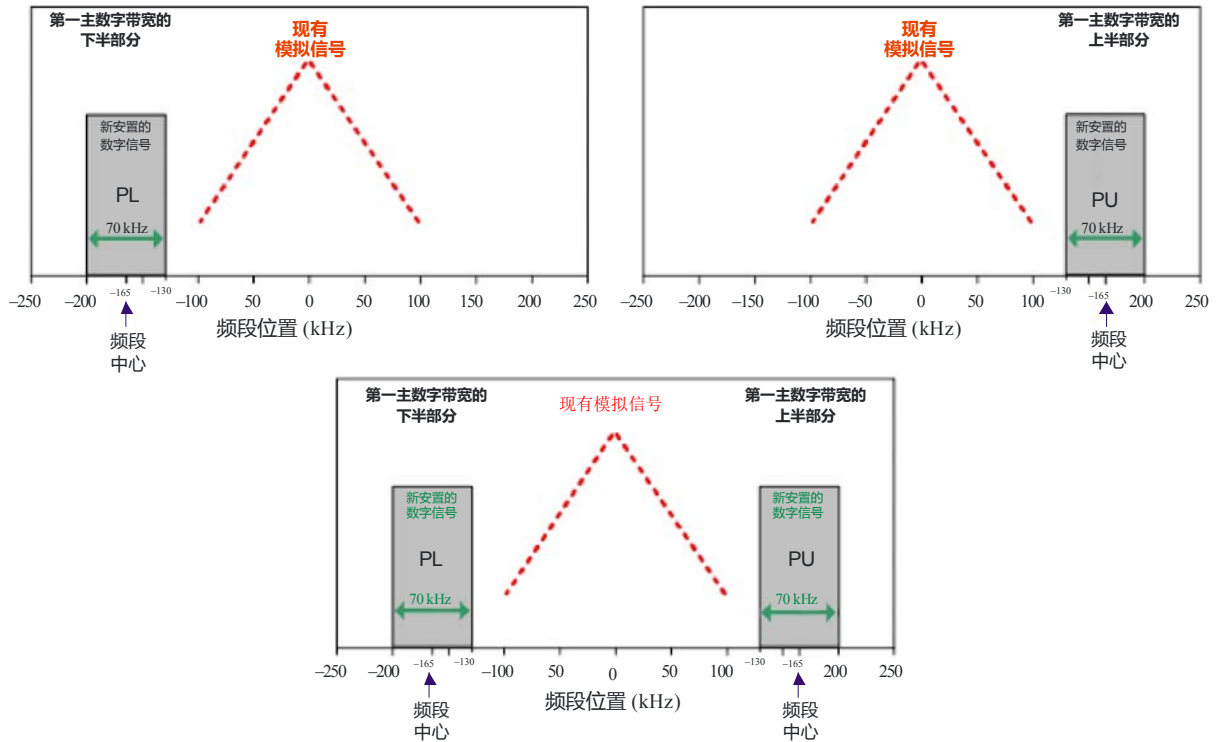 第一主数字带宽的
下半部分
现有
模拟信号
新安置的
数字信号
PL
70 kHz
–250 –200 –165 –130 –100 50 0 50 100 150 200 250
频段位置 (kHz)
频段
中心
现有
模拟信号
第一主数字带宽的
上半部分
新安置的
数字信号
PU
70 kHz
–250 –200 –150 –100 50 0 50 100 –130 –165 200 250
频段位置 (kHz)
频段
中心
第一主数字带宽的
下半部分
现有模拟信号
第一主数字带宽的
上半部分
新安置的
数字信号
PL
70 kHz
新安置的
数字信号
PU
70 kHz
–250 –200 –165 –130 –100 50 0 50 100 –130 –165 200 250
频段位置 (kHz)
频段
中心
频段
中心